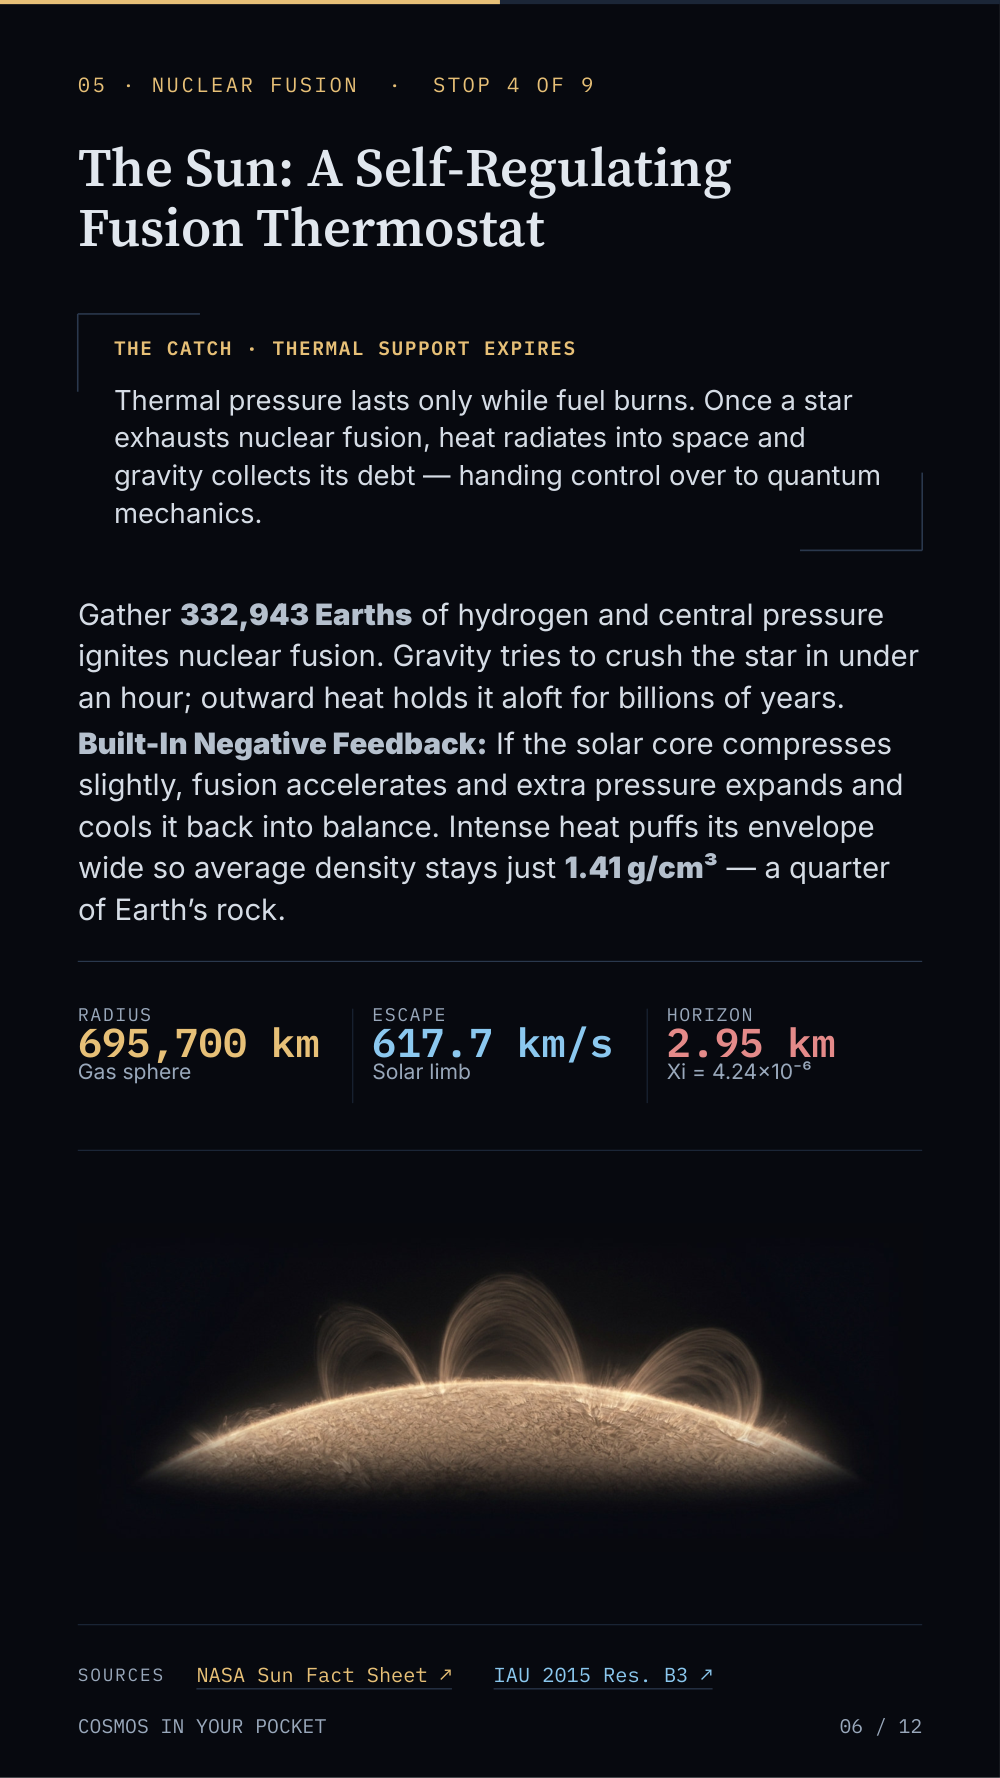 05 · NUCLEAR FUSION · STOP 4 OF 9
The Sun: A Self-Regulating
Fusion Thermostat
THE CATCH · THERMAL SUPPORT EXPIRES
Thermal pressure lasts only while fuel burns. Once a star
exhausts nuclear fusion, heat radiates into space and
gravity collects its debt — handing control over to quantum
mechanics.
Gather 332,943 Earths of hydrogen and central pressure
ignites nuclear fusion. Gravity tries to crush the star in under
an hour; outward heat holds it aloft for billions of years.
Built-In Negative Feedback: If the solar core compresses
slightly, fusion accelerates and extra pressure expands and
cools it back into balance. Intense heat puffs its envelope
wide so average density stays just 1.41 g/cm³ — a quarter
of Earth’s rock.
RADIUS
695,700 km
Gas sphere
ESCAPE
617.7 km/s
Solar limb
HORIZON
2.95 km
Xi = 4.24×10⁻⁶
SOURCES NASA Sun Fact Sheet ↗ IAU 2015 Res. B3 ↗
COSMOS IN YOUR POCKET 06 / 12